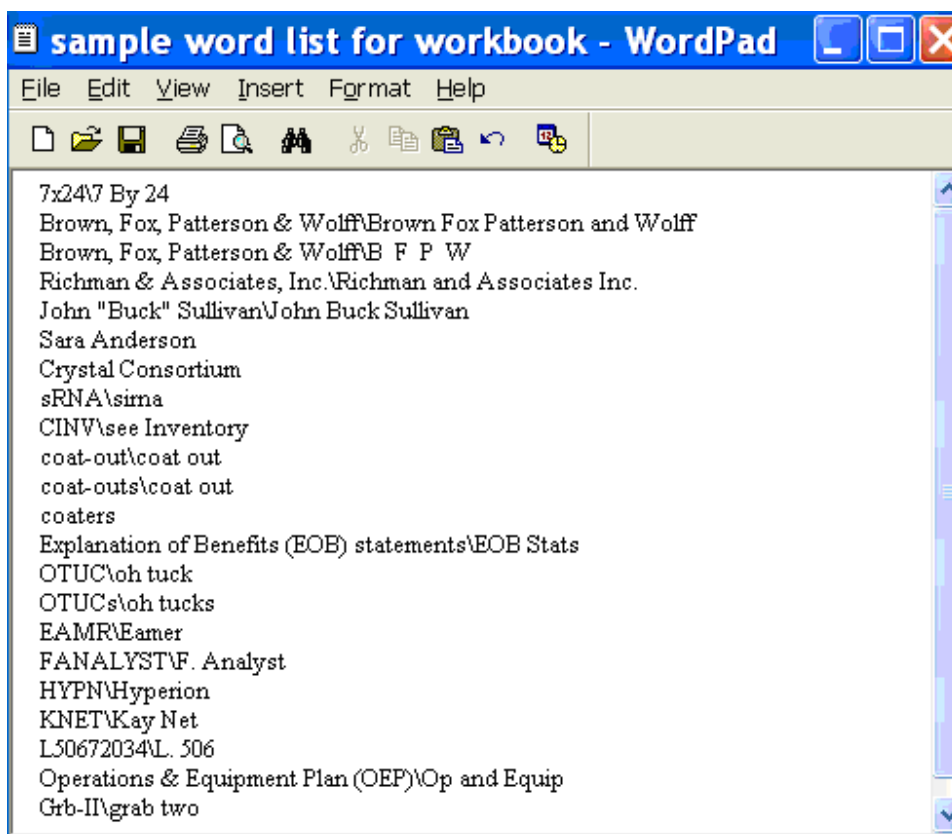 sample word list for workbook - WordPad
File Edit View Insert Format Help
7x24\7 By 24
Brown, Fox, Patterson & Wolff\Brown Fox Patterson and Wolff
Brown, Fox, Patterson & Wolff\B F P W
Richman & Associates, Inc.\Richman and Associates Inc.
John "Buck" Sullivan\John Buck Sullivan
Sara Anderson
Crystal Consortium
sRNA\sirna
CINV\see Inventory
coat-out\coat out
coat-outs\coat out
coaters
Explanation of Benefits (EOB) statements\EOB Stats
OTUC\oh tuck
OTUCs\oh tucks
EAMR\Eamer
FANALYST\F. Analyst
HYPN\Hyperion
KNET\Kay Net
L50672034\L. 506
Operations & Equipment Plan (OEP)\Op and Equip
Grb-II\grab two